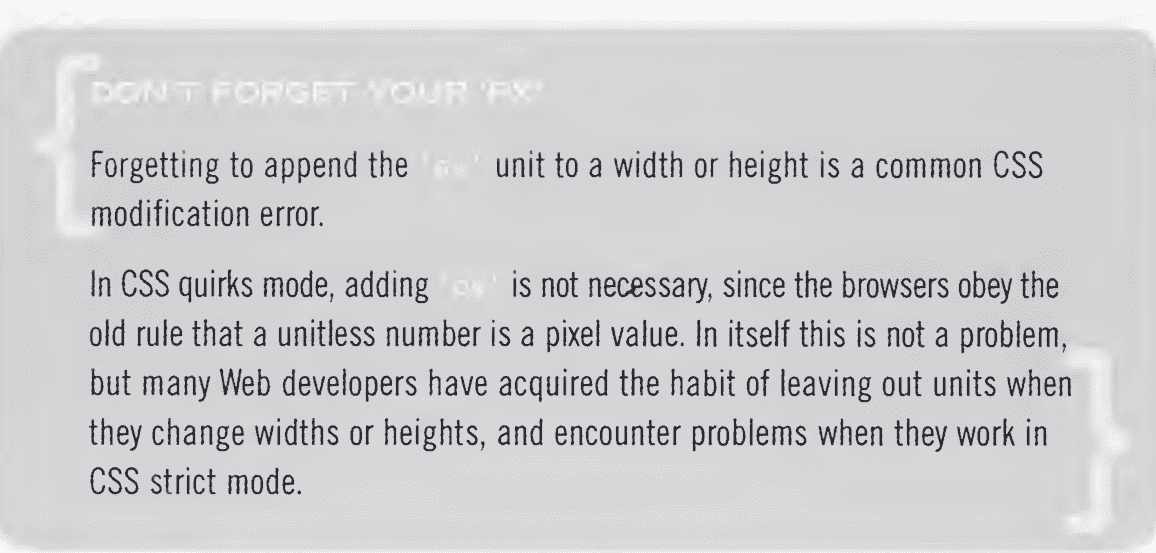 DON'T FORGET YOUR 'PX'
Forgetting to append the 'px' unit to a width or height is a common CSS
modification error.
In CSS quirks mode, adding 'px' is not necessary, since the browsers obey the
old rule that a unitless number is a pixel value. In itself this is not a problem,
but many Web developers have acquired the habit of leaving out units when
they change widths or heights, and encounter problems when they work in
CSS strict mode.